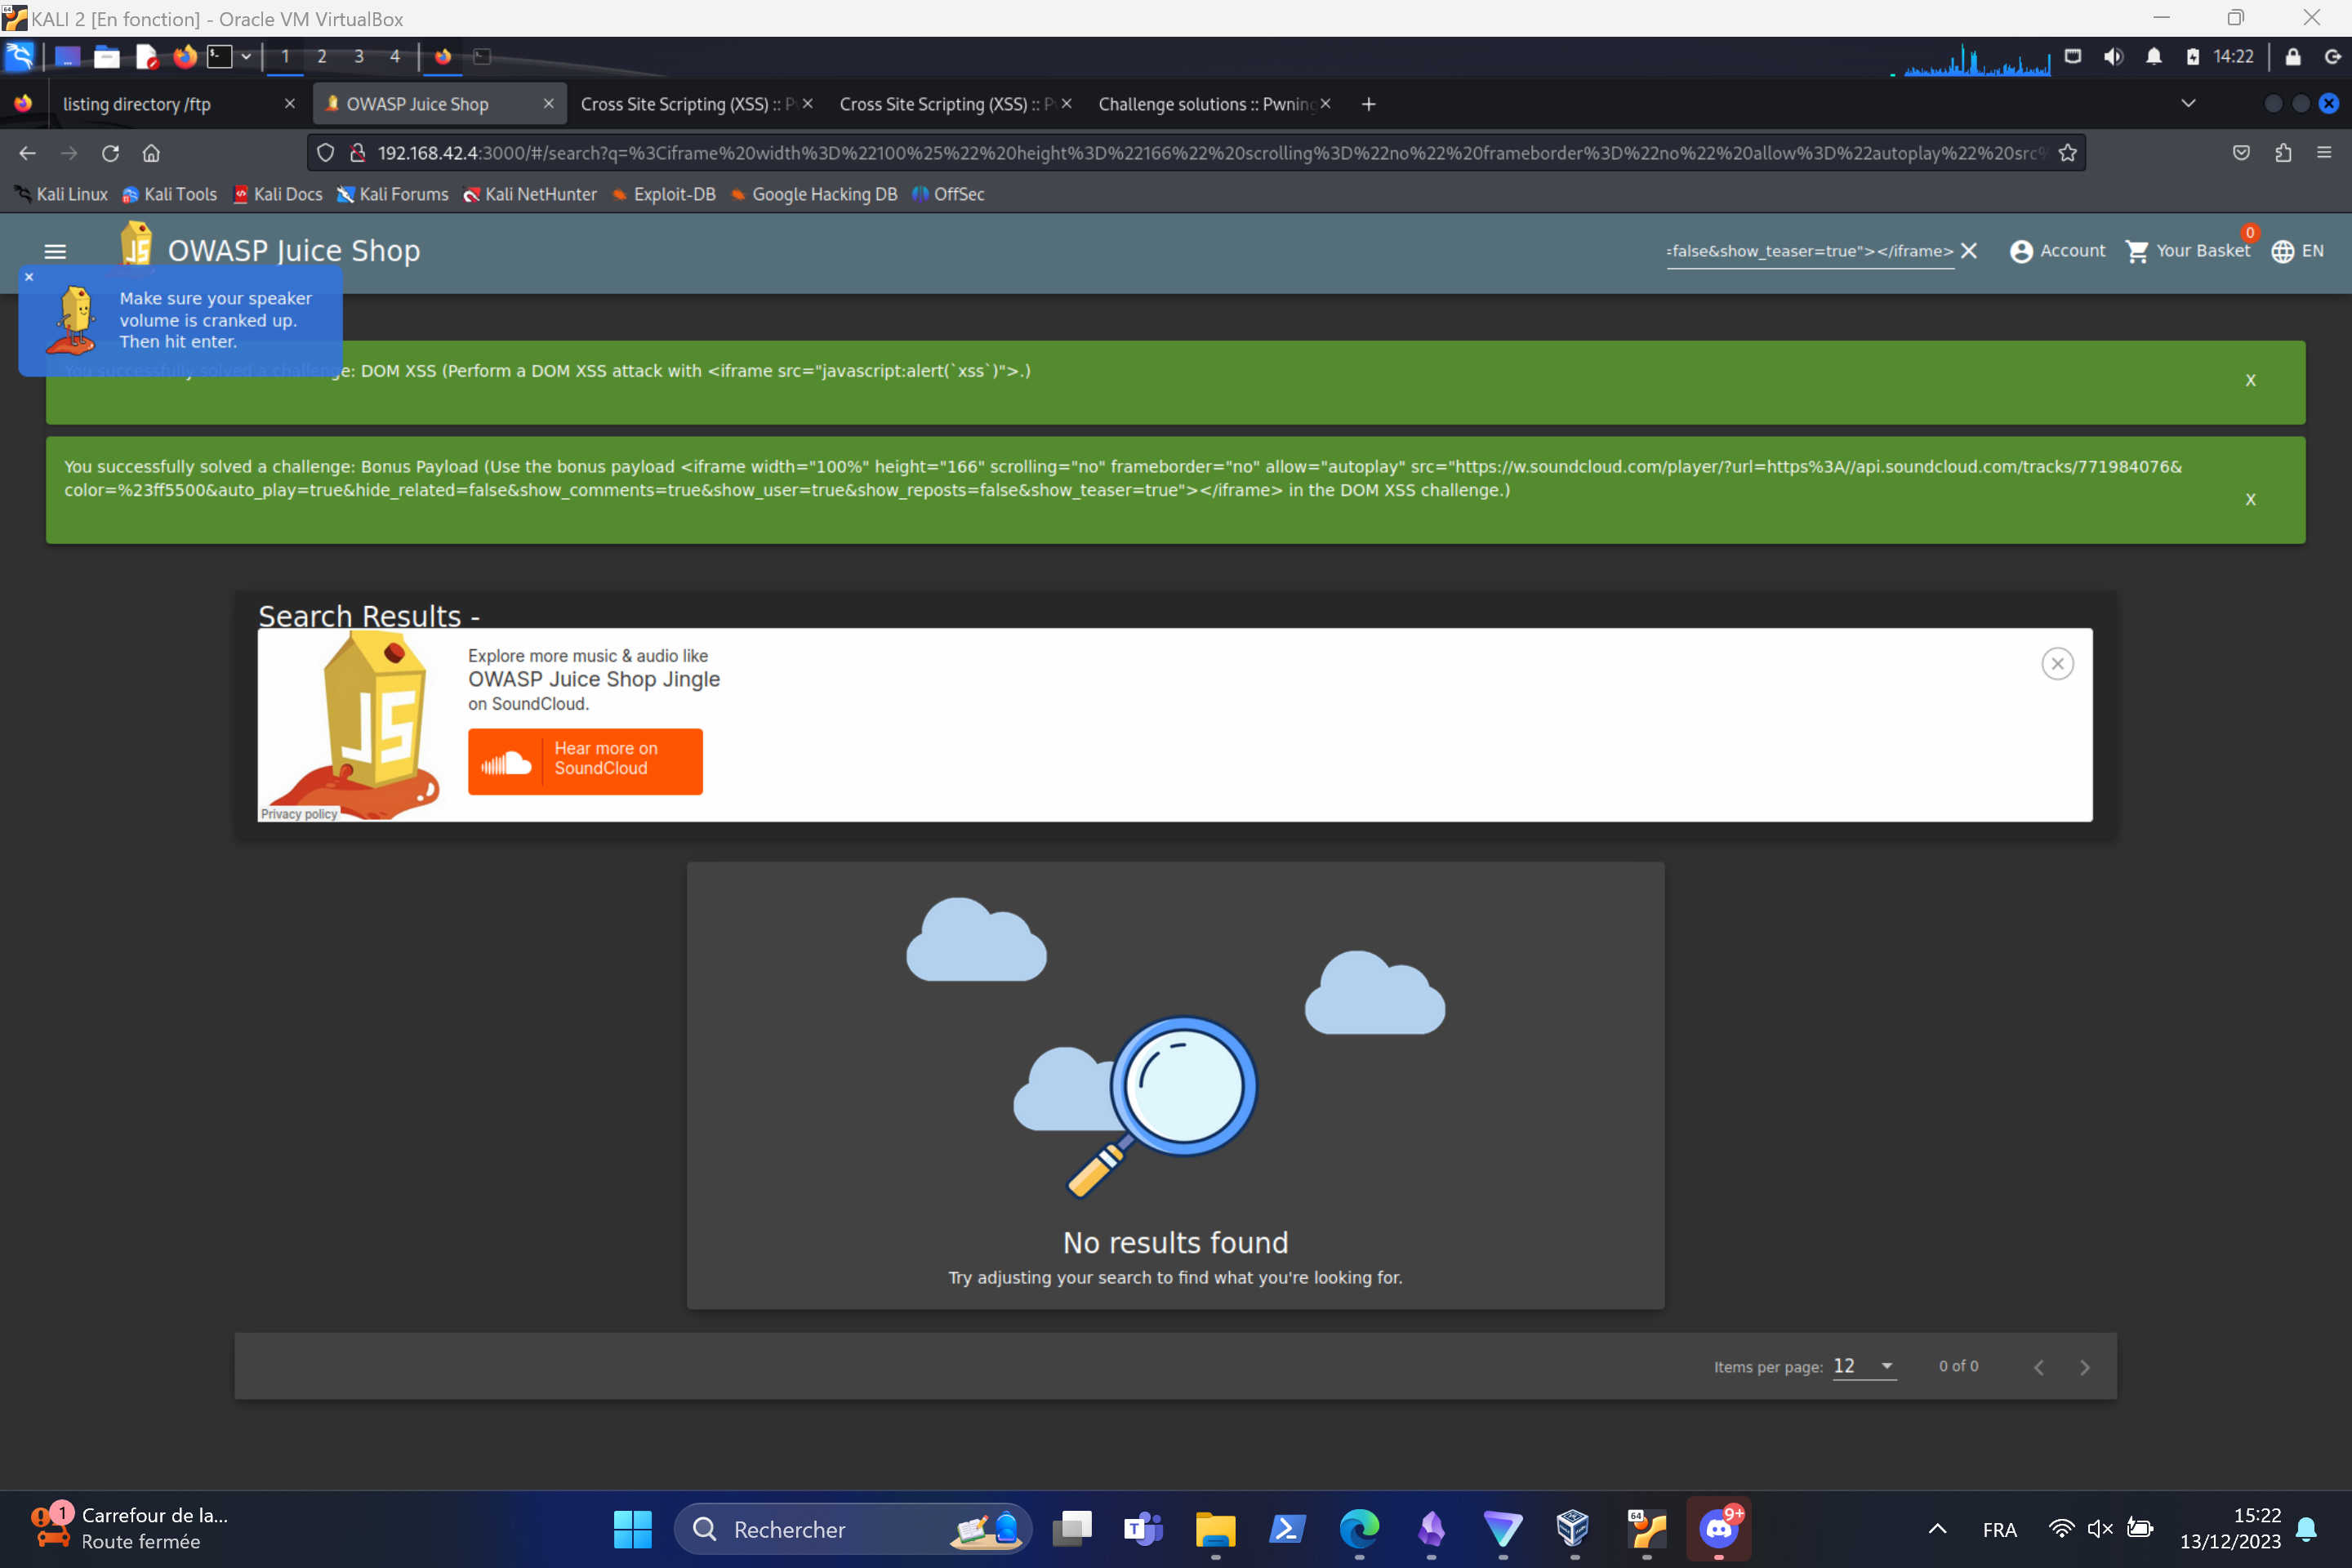 KALI 2 [En fonction] - Oracle VM VirtualBox
1 2 3 4
14:22
listing directory /ftp
OWASP Juice Shop
Cross Site Scripting (XSS) :: P
Cross Site Scripting (XSS) :: P
Challenge solutions :: Pwning
192.168.42.4:3000/#/search?q=%3Ciframe%20width%3D%22100%25%22%20height%3D%22166%22%20scrolling%3D%22no%22%20frameborder%3D%22no%22%20allow%3D%22autoplay%22%20src%
Kali Linux
Kali Tools
Kali Docs
Kali Forums
Kali NetHunter
Exploit-DB
Google Hacking DB
OffSec
OWASP Juice Shop
=false&show_teaser=true"></iframe>
Account
Your Basket
0
EN
Make sure your speaker
volume is cranked up.
Then hit enter.
You successfully solved a challenge: DOM XSS (Perform a DOM XSS attack with <iframe src="javascript:alert(`xss`)">.)
X
You successfully solved a challenge: Bonus Payload (Use the bonus payload <iframe width="100%" height="166" scrolling="no" frameborder="no" allow="autoplay" src="https://w.soundcloud.com/player/?url=https%3A//api.soundcloud.com/tracks/771984076&
color=%23ff5500&auto_play=true&hide_related=false&show_comments=true&show_user=true&show_reposts=false&show_teaser=true"></iframe> in the DOM XSS challenge.)
X
Search Results -
JS
Explore more music & audio like
OWASP Juice Shop Jingle
on SoundCloud.
Hear more on
SoundCloud
Privacy policy
No results found
Try adjusting your search to find what you're looking for.
Items per page: 12
0 of 0
1
Carrefour de la...
Route fermée
Rechercher
64
9+
FRA
15:22
13/12/2023